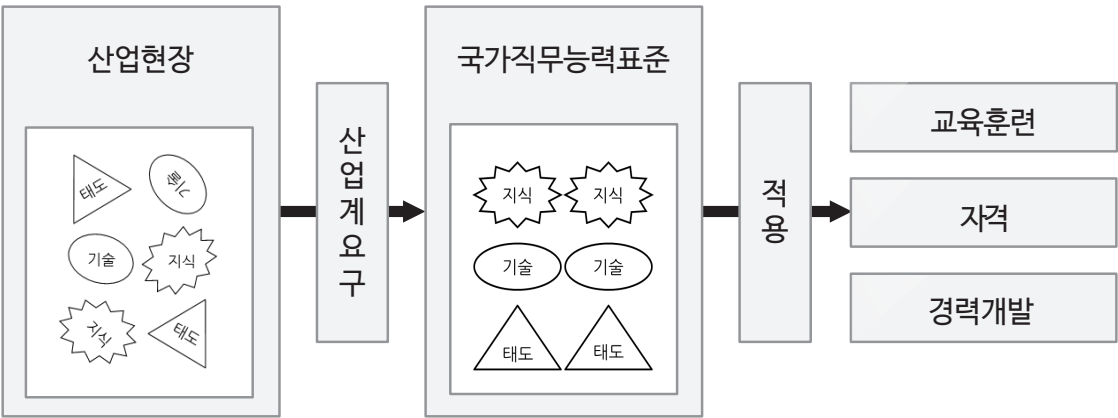 산업현장
태도
기술
기술
지식
지식
태도
산업계요구
국가직무능력표준
지식 지식
기술 기술
태도 태도
적용
교육훈련
자격
경력개발